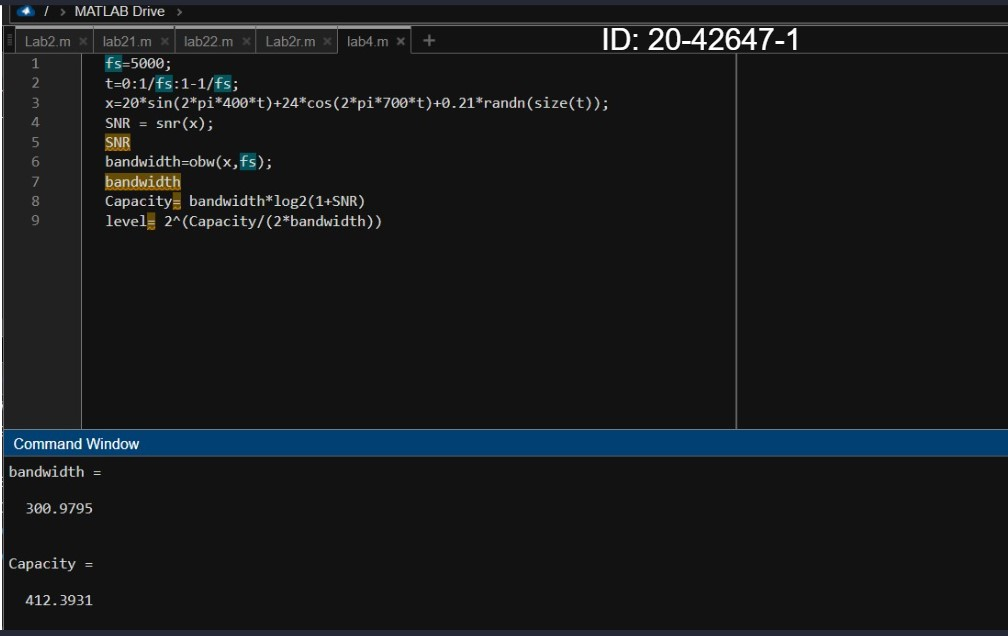 / > MATLAB Drive >
Lab2.m × lab21.m × lab22.m × Lab2r.m × lab4.m × +
ID: 20-42647-1
1 fs=5000;
2 t=0:1/fs:1-1/fs;
3 x=20*sin(2*pi*400*t)+24*cos(2*pi*700*t)+0.21*randn(size(t));
4 SNR = snr(x);
5 SNR
6 bandwidth=obw(x,fs);
7 bandwidth
8 Capacity= bandwidth*log2(1+SNR)
9 level= 2^(Capacity/(2*bandwidth))
Command Window
bandwidth =
300.9795
Capacity =
412.3931